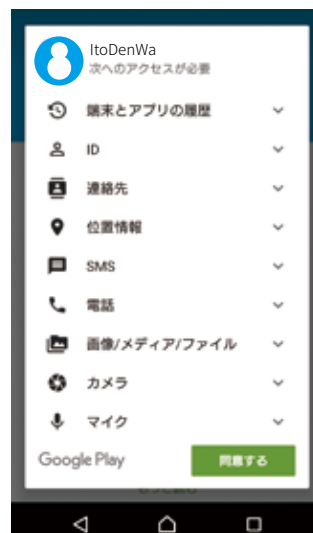 ItoDenWa
次へのアクセスが必要
端末とアプリの履歴
ID
連絡先
位置情報
SMS
電話
画像/メディア/ファイル
カメラ
マイク
Google Play
同意する